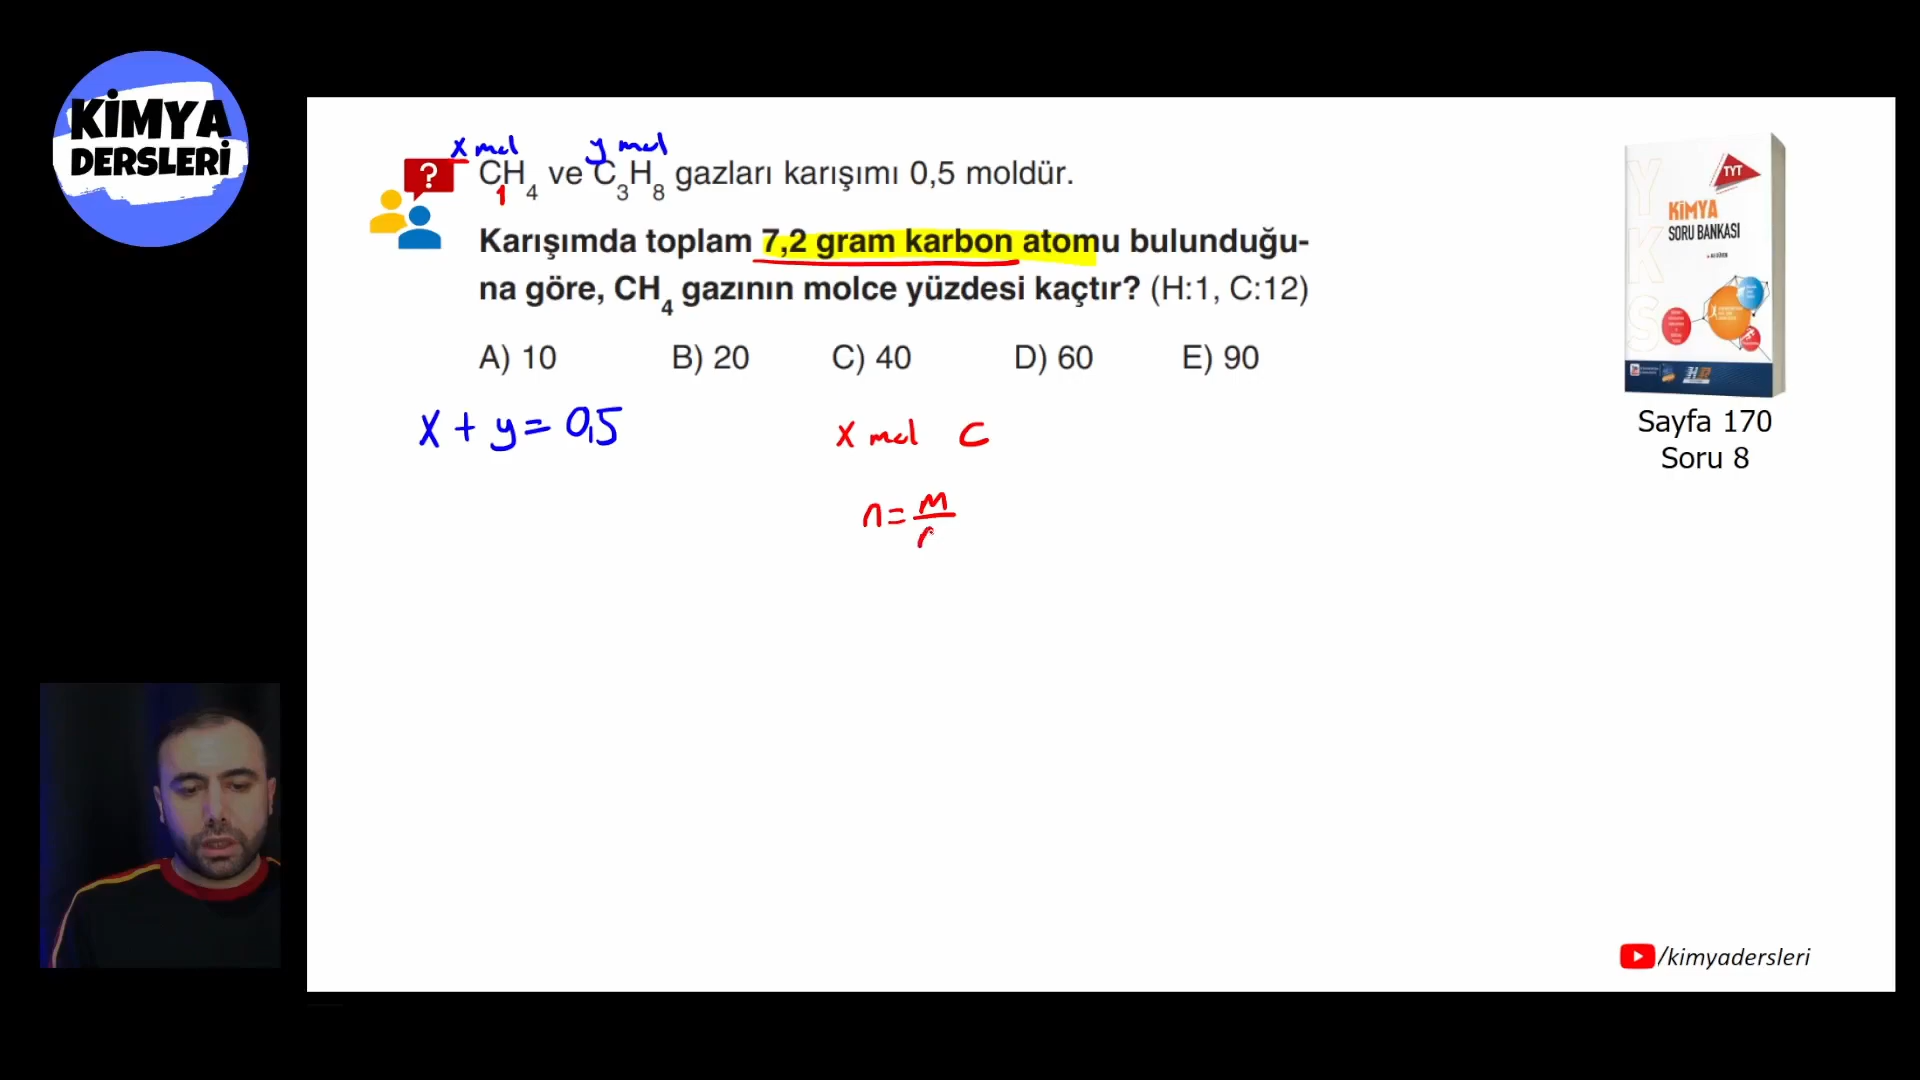 KİMYA
DERSLERİ
x mol y mol
?
CH4 ve C3H8 gazları karışımı 0,5 moldür.
1
Karışımda toplam 7,2 gram karbon atomu bulunduğu-
na göre, CH4 gazının molce yüzdesi kaçtır? (H:1, C:12)
A) 10 B) 20 C) 40 D) 60 E) 90
x + y = 0,5
x mol C
n = m
YKS
TYT
KİMYA
SORU BANKASI
Sayfa 170
Soru 8
/kimyadersleri